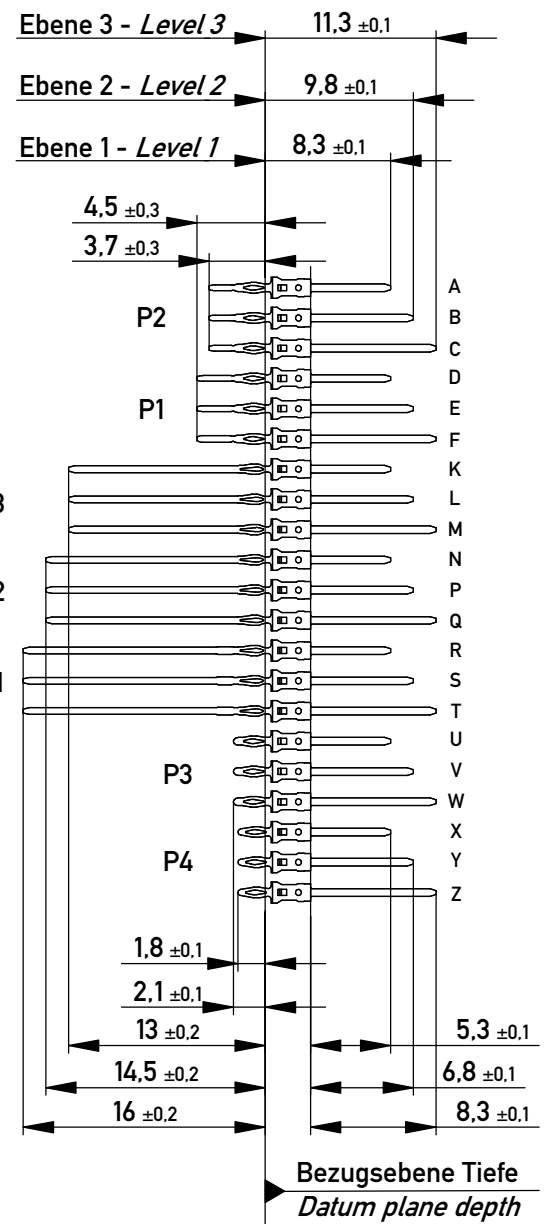 Ebene 3 - Level 3 11,3 ±0,1
Ebene 2 - Level 2 9,8 ±0,1
Ebene 1 - Level 1 8,3 ±0,1
4,5 ±0,3
3,7 ±0,3
A
P2 B
C
D
P1 E
F
K
L
3
M
N
2 P
Q
R
1 S
T
U
P3 V
W
X
P4 Y
Z
1,8 ±0,1
2,1 ±0,1
13 ±0,2 5,3 ±0,1
14,5 ±0,2 6,8 ±0,1
16 ±0,2 8,3 ±0,1
Bezugsebene Tiefe
Datum plane depth